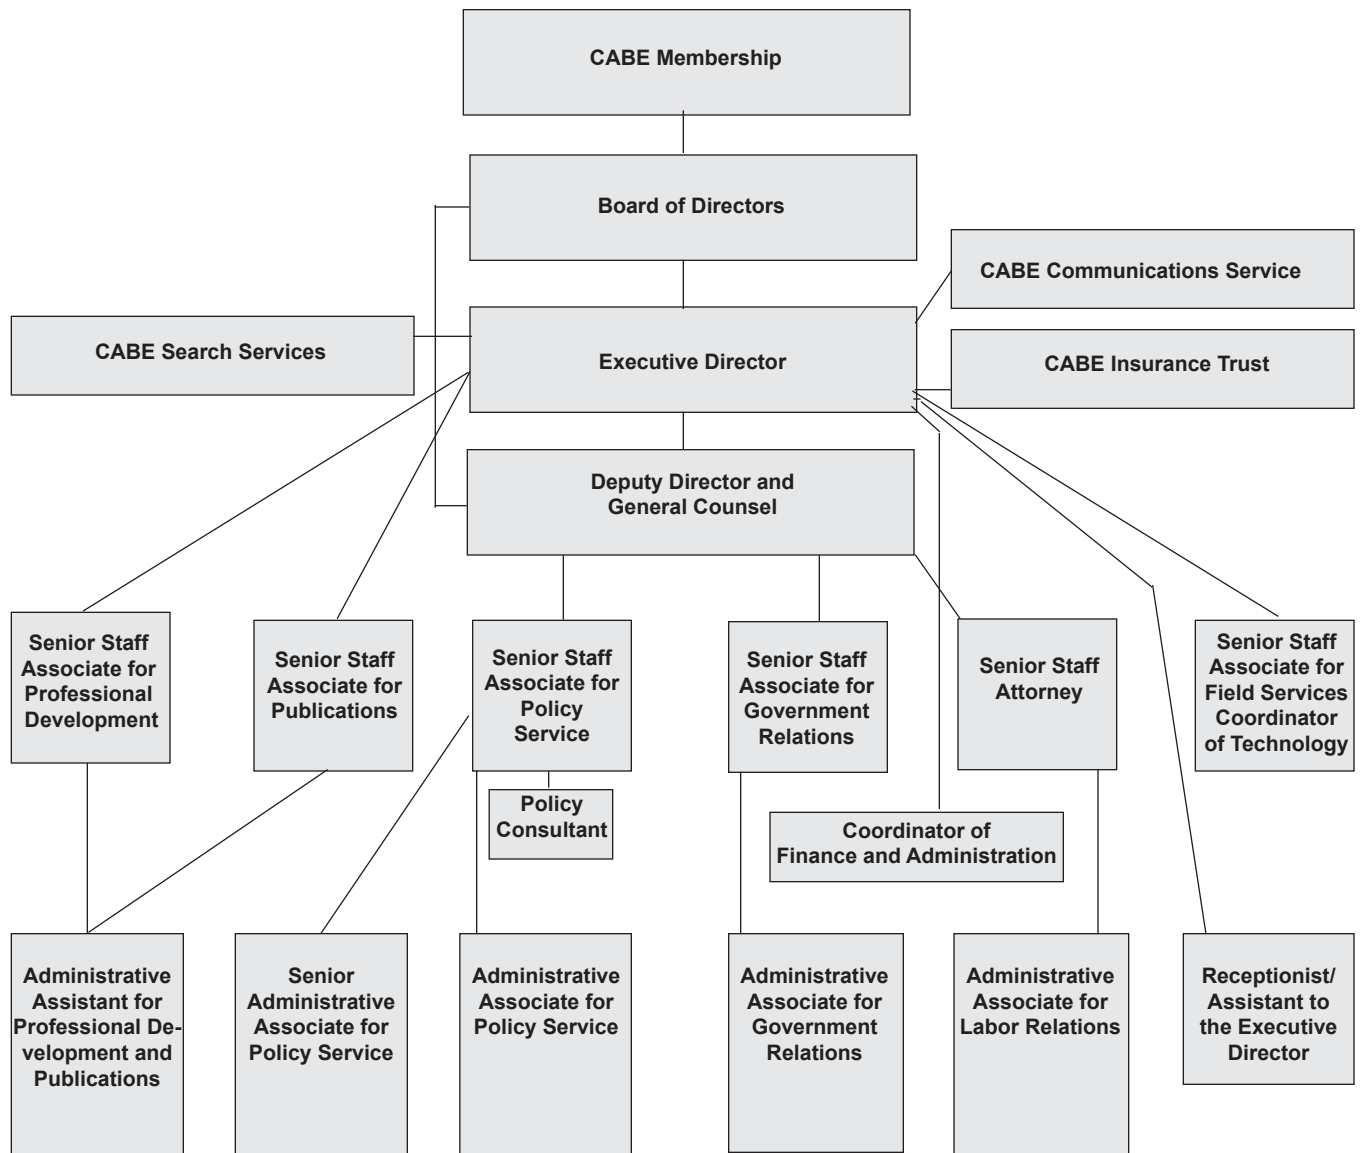 CABE Membership
Board of Directors
CABE Communications Service
CABE Search Services
Executive Director
CABE Insurance Trust
Deputy Director and
General Counsel
Senior Staff
Associate for
Professional
Development
Senior Staff
Associate for
Publications
Senior Staff
Associate for
Policy
Service
Senior Staff
Associate for
Government
Relations
Senior Staff
Attorney
Senior Staff
Associate for
Field Services
Coordinator
of Technology
Policy
Consultant
Coordinator of
Finance and Administration
Administrative
Assistant for
Professional De-
velopment and
Publications
Senior
Administrative
Associate for
Policy Service
Administrative
Associate for
Policy Service
Administrative
Associate for
Government
Relations
Administrative
Associate for
Labor Relations
Receptionist/
Assistant to
the Executive
Director